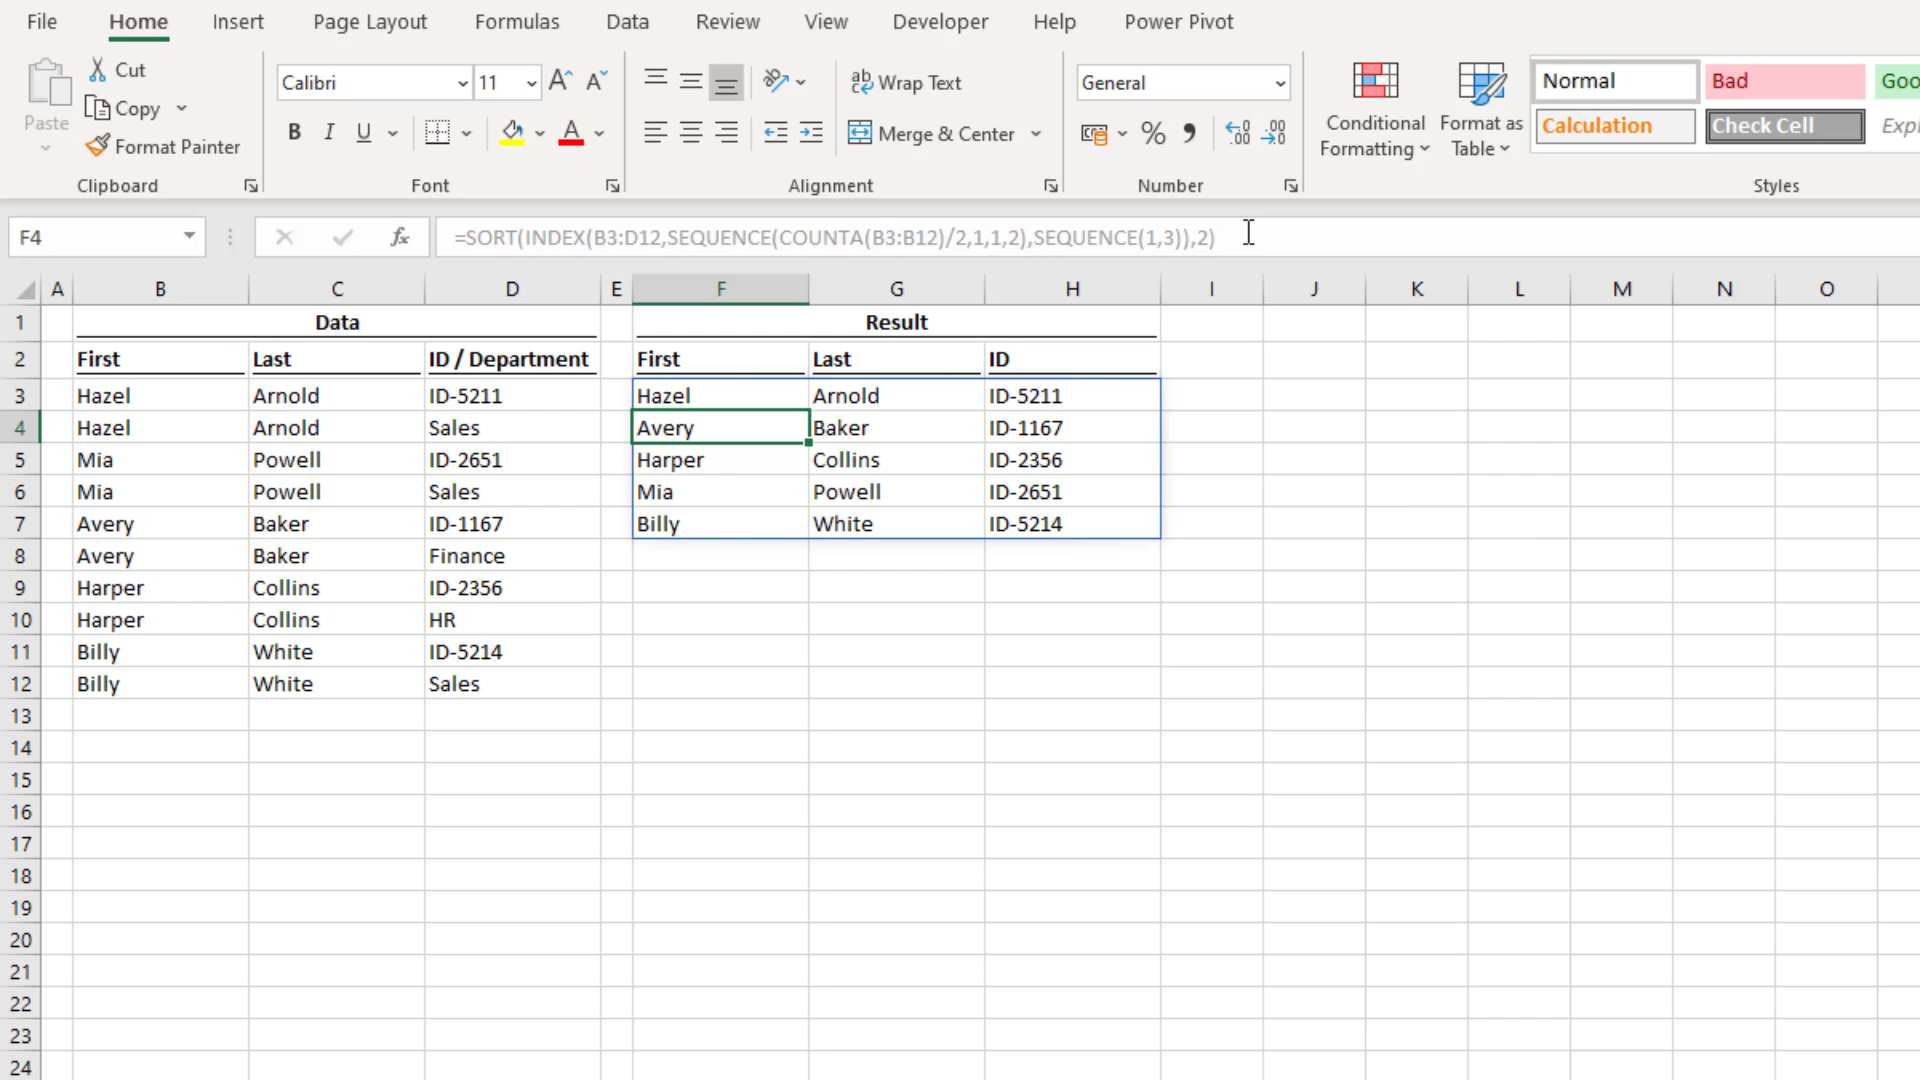 File Home Insert Page Layout Formulas Data Review View Developer Help Power Pivot
Paste
Cut
Copy
Format Painter
Clipboard
Calibri 11 A A
B I U A
Font
ab Wrap Text
Merge & Center
Alignment
General
% 9 .00 .00
Number
Conditional
Formatting
Format as
Table
Normal Bad Goo
Calculation Check Cell Expl
Styles
F4 fx =SORT(INDEX(B3:D12,SEQUENCE(COUNTA(B3:B12)/2,1,1,2),SEQUENCE(1,3)),2)
A B C D E F G H I J K L M N O
1 Data Result
2 First Last ID / Department First Last ID
3 Hazel Arnold ID-5211 Hazel Arnold ID-5211
4 Hazel Arnold Sales Avery Baker ID-1167
5 Mia Powell ID-2651 Harper Collins ID-2356
6 Mia Powell Sales Mia Powell ID-2651
7 Avery Baker ID-1167 Billy White ID-5214
8 Avery Baker Finance
9 Harper Collins ID-2356
10 Harper Collins HR
11 Billy White ID-5214
12 Billy White Sales
13
14
15
16
17
18
19
20
21
22
23
24